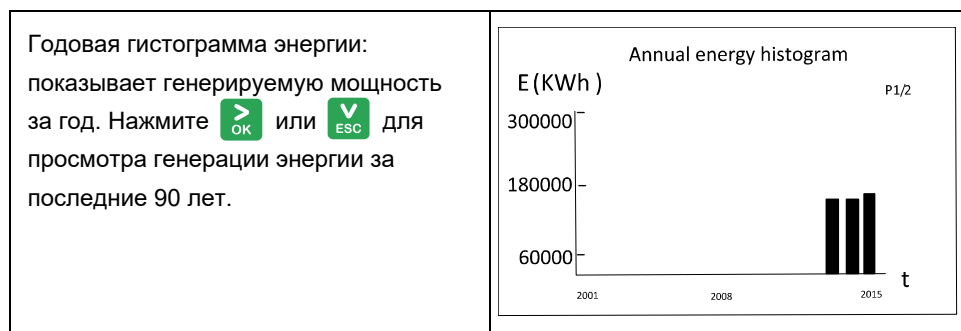 Годовая гистограмма энергии:
показывает генерируемую мощность
за год. Нажмите > OK или V ESC для
просмотра генерации энергии за
последние 90 лет.
Annual energy histogram
E(KWh )
P1/2
300000
180000
60000
t
2001 2008 2015